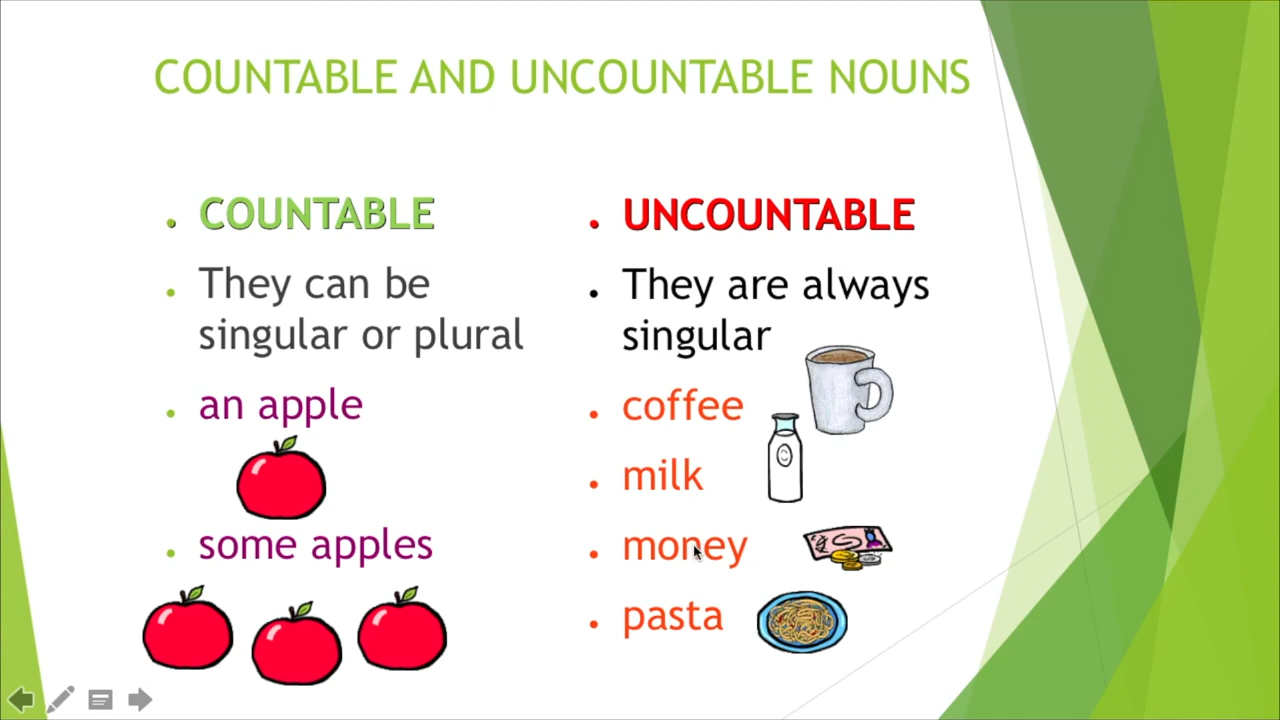 COUNTABLE AND UNCOUNTABLE NOUNS
COUNTABLE
They can be
singular or plural
an apple
some apples
UNCOUNTABLE
They are always
singular
coffee
milk
money
pasta